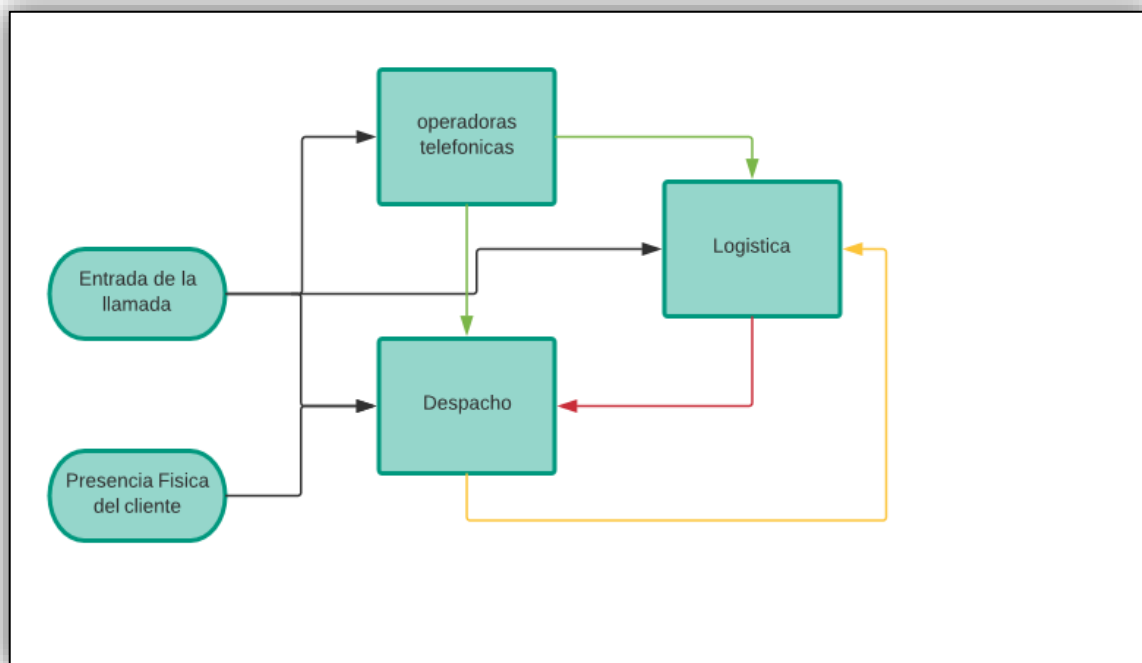 operadoras
telefonicas
Logistica
Entrada de la
llamada
Despacho
Presencia Fisica
del cliente